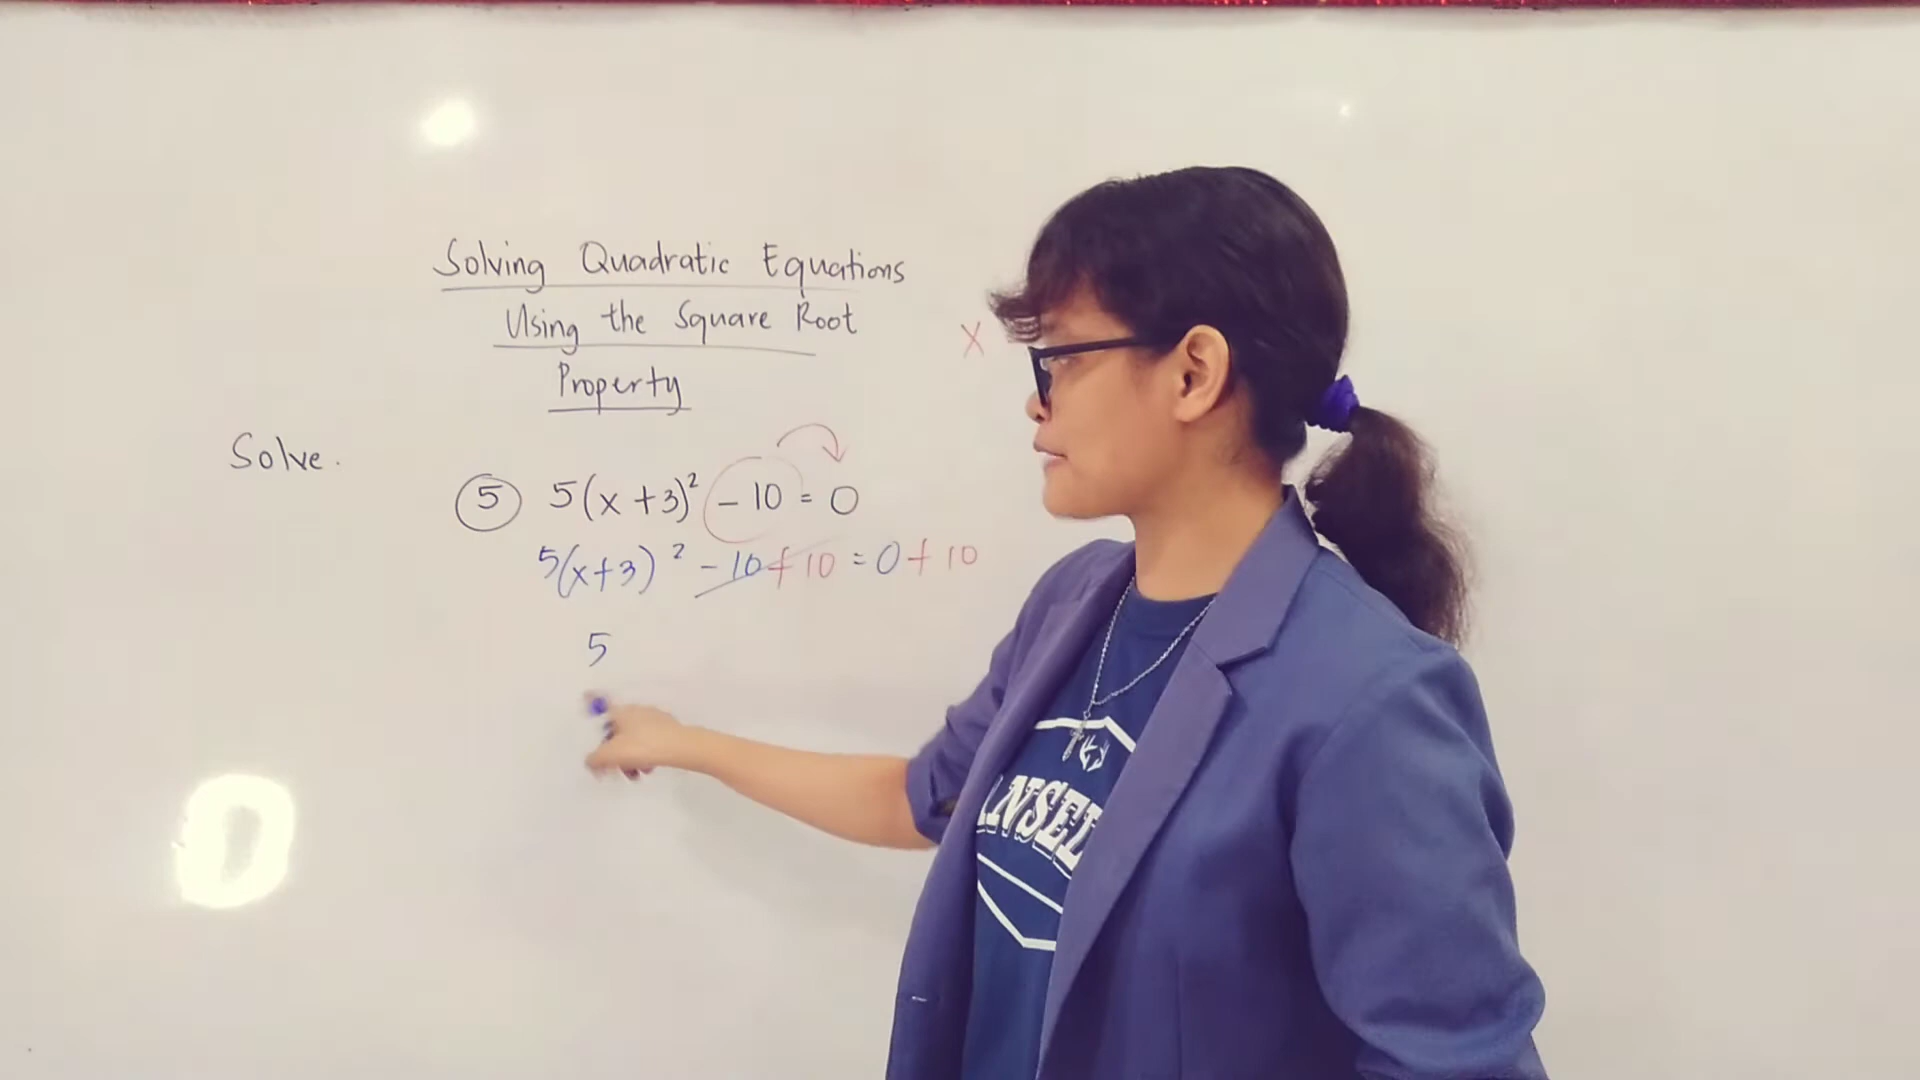 Solving Quadratic Equations
Using the Square Root
Property
X
Solve.
⑤ 5(x+3)² - 10 = 0
5(x+3)² - 10 + 10 = 0 + 10
5